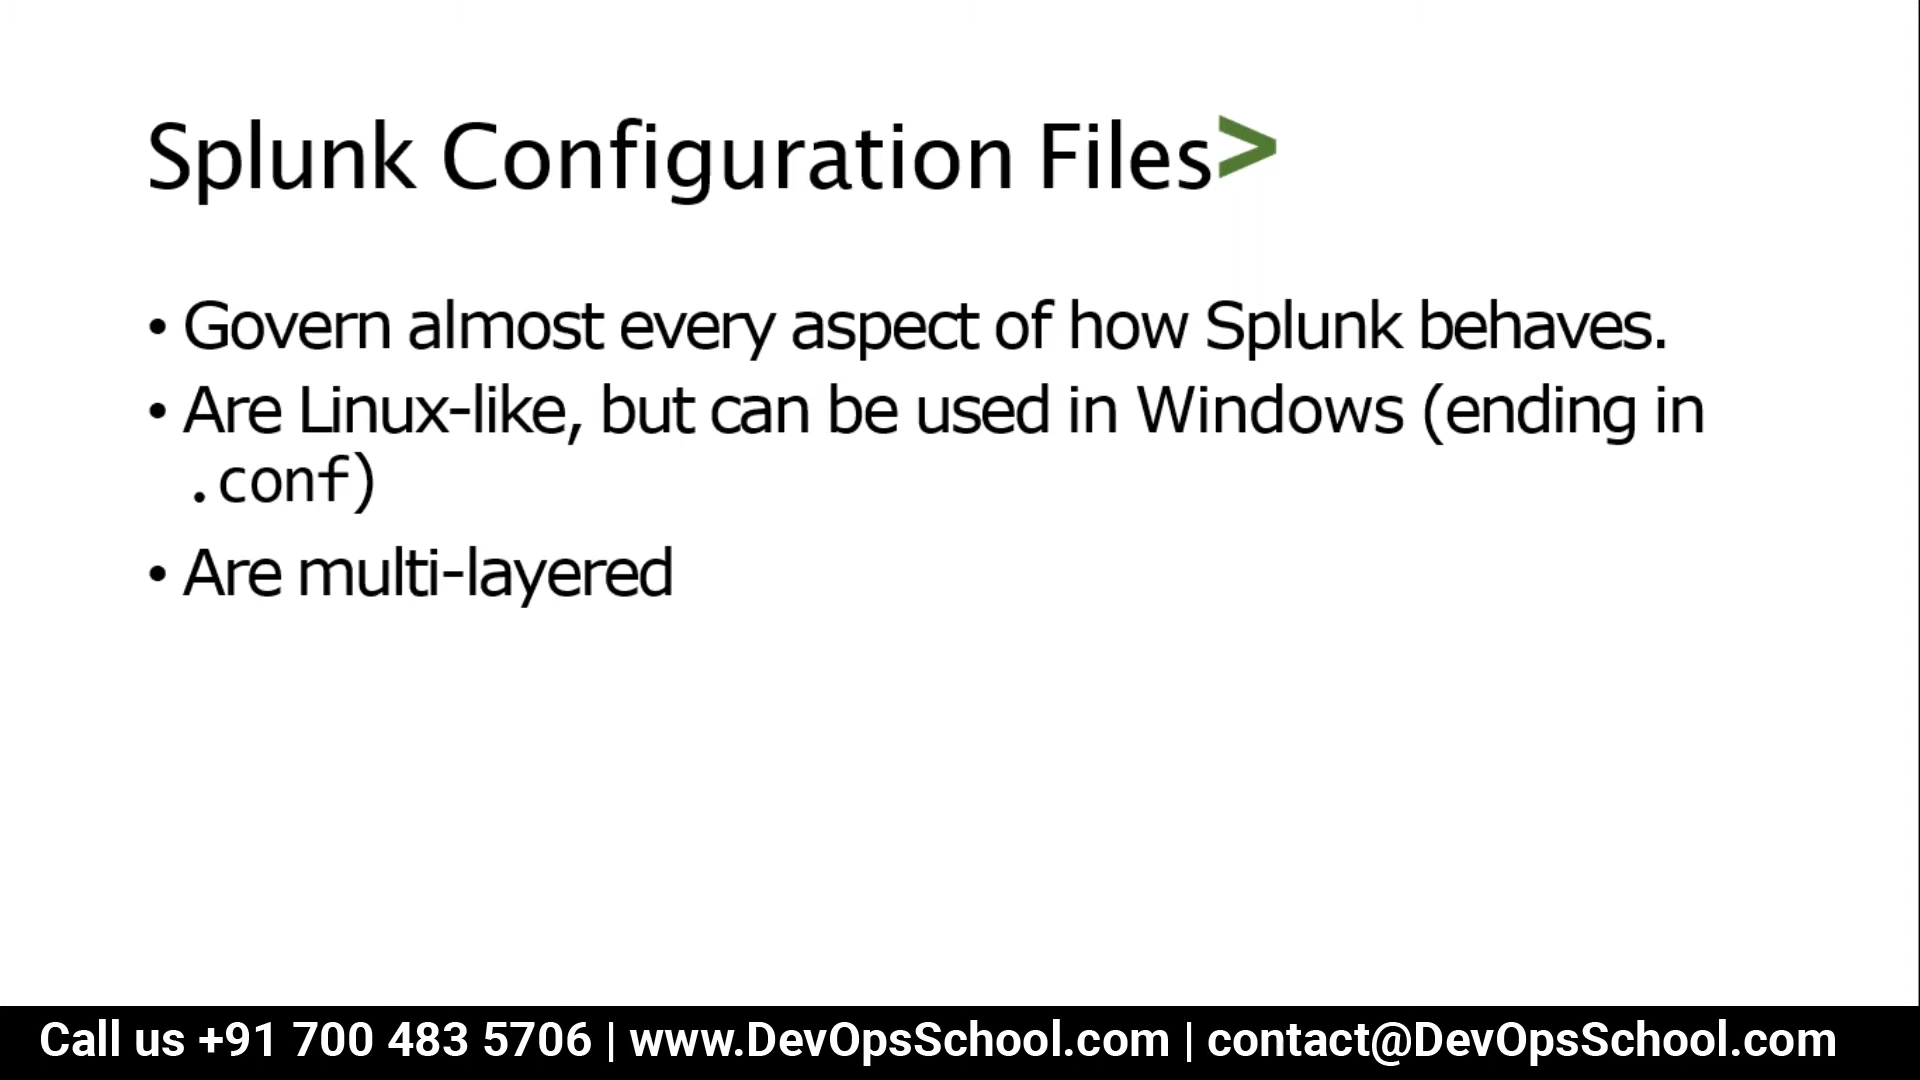 Splunk Configuration Files>
• Govern almost every aspect of how Splunk behaves.
• Are Linux-like, but can be used in Windows (ending in
.conf)
• Are multi-layered
Call us +91 700 483 5706 | www.DevOpsSchool.com | contact@DevOpsSchool.com